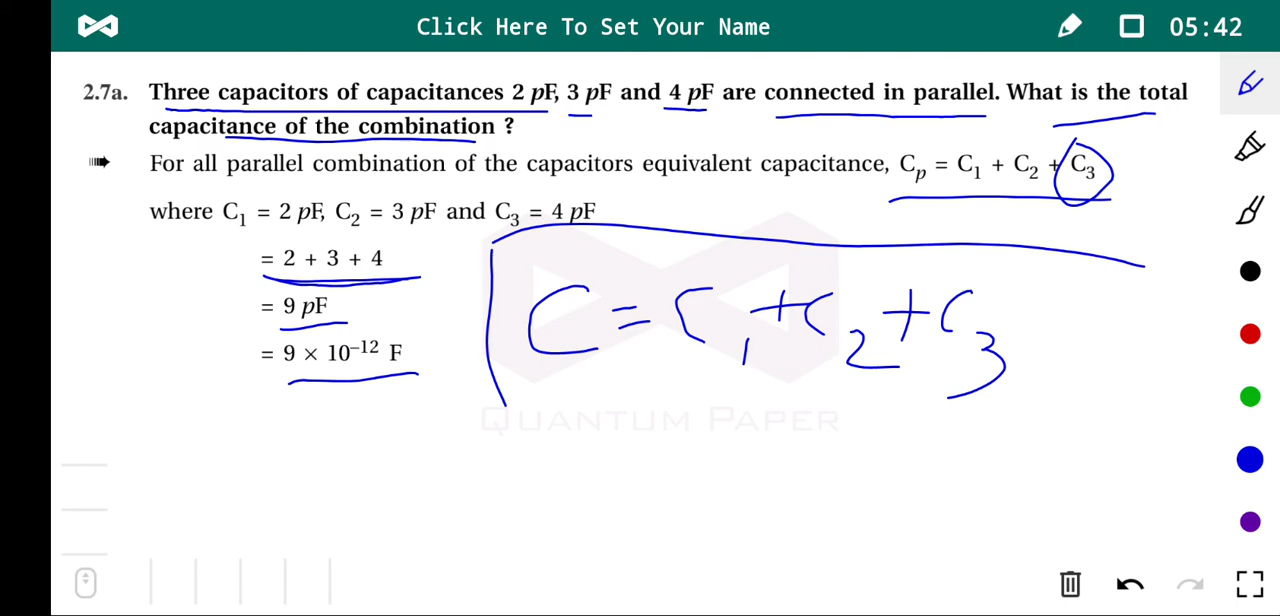 Click Here To Set Your Name 05:42
2.7a. Three capacitors of capacitances 2 pF, 3 pF and 4 pF are connected in parallel. What is the total
capacitance of the combination ?
For all parallel combination of the capacitors equivalent capacitance, Cp = C1 + C2 + C3
where C1 = 2 pF, C2 = 3 pF and C3 = 4 pF
= 2 + 3 + 4
= 9 pF
= 9 × 10⁻¹² F
C = C1 + C2 + C3
QUANTUM PAPER